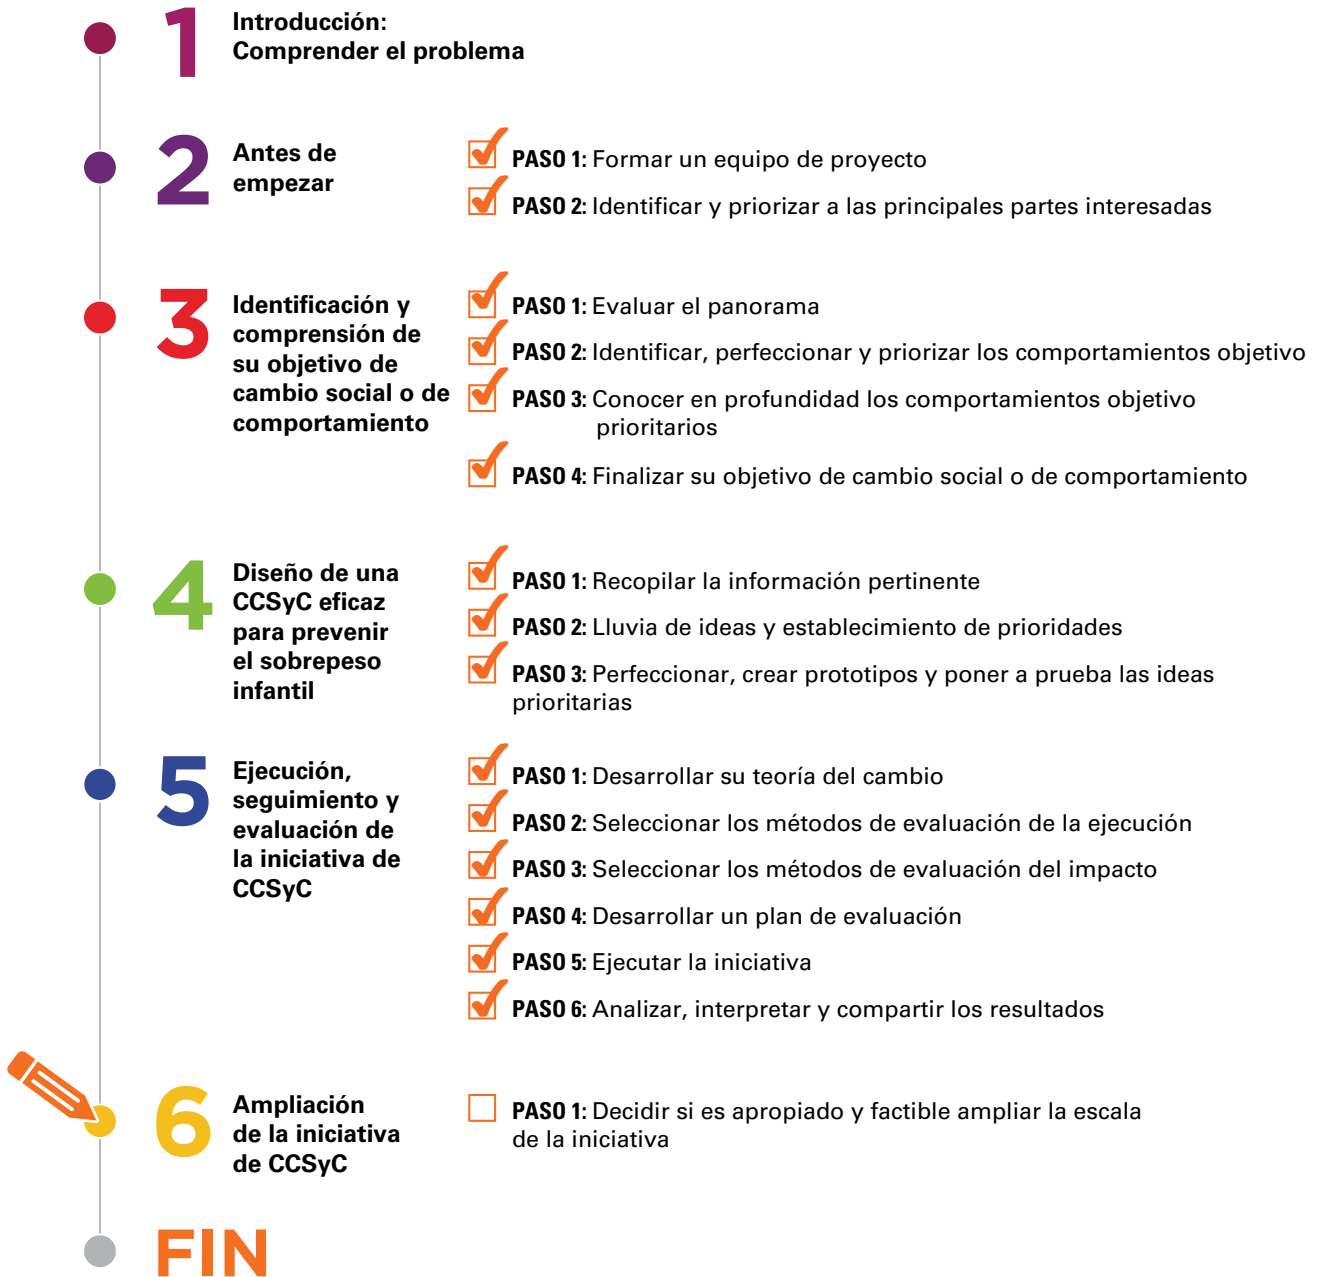 1
Introducción:
Comprender el problema
2
Antes de
empezar
PASO 1: Formar un equipo de proyecto
PASO 2: Identificar y priorizar a las principales partes interesadas
3
Identificación y
comprensión de
su objetivo de
cambio social o de
comportamiento
PASO 1: Evaluar el panorama
PASO 2: Identificar, perfeccionar y priorizar los comportamientos objetivo
PASO 3: Conocer en profundidad los comportamientos objetivo
prioritarios
PASO 4: Finalizar su objetivo de cambio social o de comportamiento
4
Diseño de una
CCSyC eficaz
para prevenir
el sobrepeso
infantil
PASO 1: Recopilar la información pertinente
PASO 2: Lluvia de ideas y establecimiento de prioridades
PASO 3: Perfeccionar, crear prototipos y poner a prueba las ideas
prioritarias
5
Ejecución,
seguimiento y
evaluación de
la iniciativa de
CCSyC
PASO 1: Desarrollar su teoría del cambio
PASO 2: Seleccionar los métodos de evaluación de la ejecución
PASO 3: Seleccionar los métodos de evaluación del impacto
PASO 4: Desarrollar un plan de evaluación
PASO 5: Ejecutar la iniciativa
PASO 6: Analizar, interpretar y compartir los resultados
6
Ampliación
de la iniciativa
de CCSyC
PASO 1: Decidir si es apropiado y factible ampliar la escala
de la iniciativa
FIN